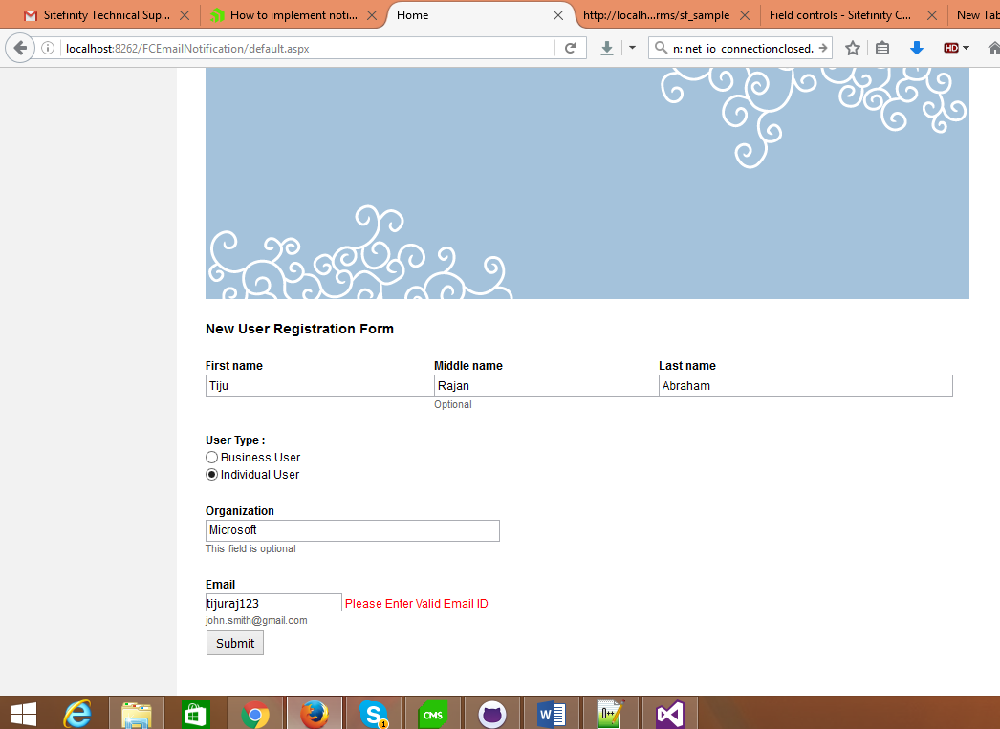 Sitefinity Technical Sup...
How to implement noti...
Home
http://localh...rms/sf_sample
Field controls - Sitefinity C...
New Tab
localhost:8262/FCEmailNotification/default.aspx
n: net_io_connectionclosed.
HD
New User Registration Form
First name
Middle name
Last name
Tiju
Rajan
Abraham
Optional
User Type :
Business User
Individual User
Organization
Microsoft
This field is optional
Email
tijuraj123 Please Enter Valid Email ID
john.smith@gmail.com
Submit
1
CMS